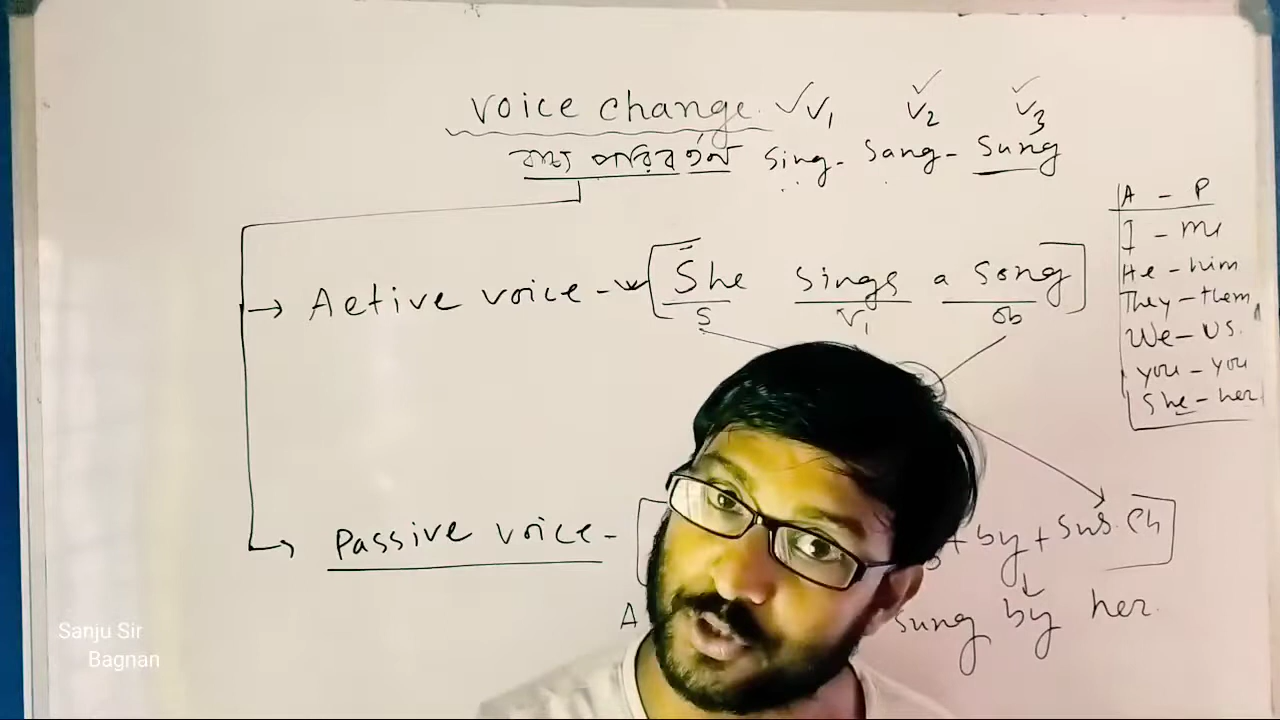 voice change. ✓ V1 V2 V3
বাচ্য পরিবর্তন sing - sang - sung
A - P
I - me
He - him
They - them
We - us.
you - you
She - her
→ Active voice - She sings a song
S V1 ob
→ Passive voice - + by + sub. ch
A sung by her.
Sanju Sir
Bagnan